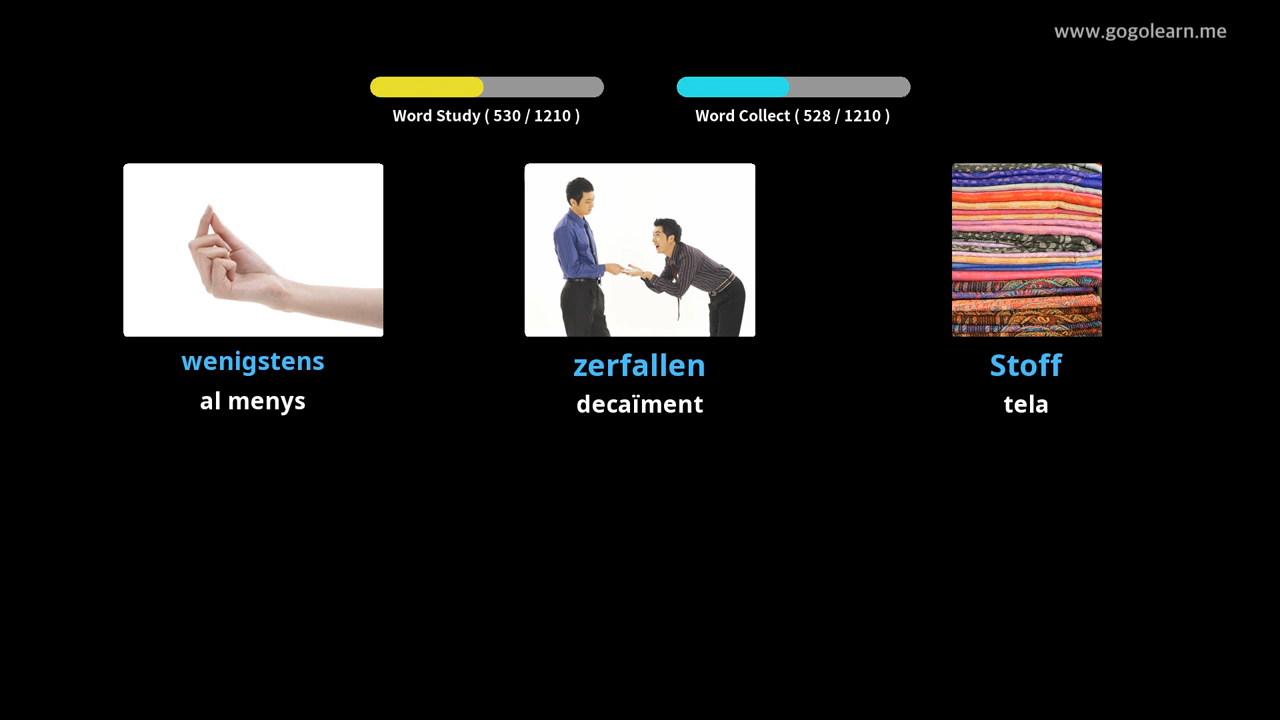 www.gogolearn.me
Word Study ( 530 / 1210 )
Word Collect ( 528 / 1210 )
wenigstens
al menys
zerfallen
decaïment
Stoff
tela